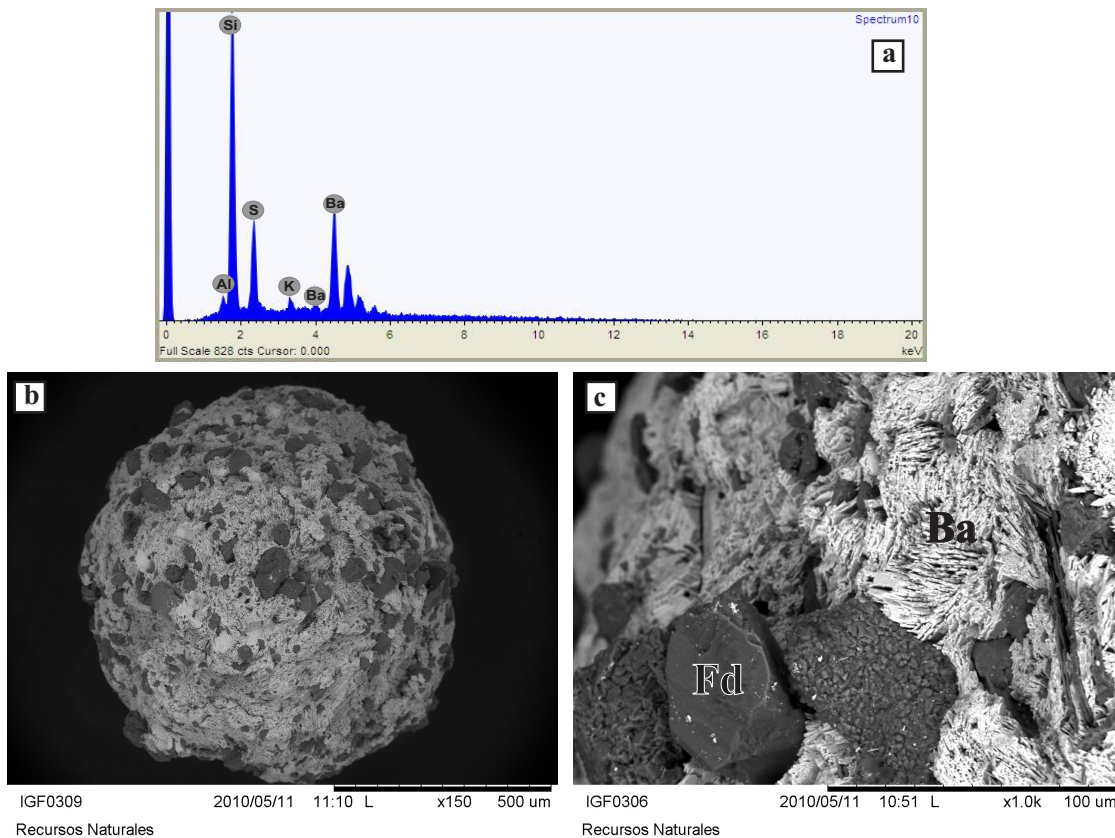 Spectrum10
a
Si
S
Ba
Al
K
Ba
0 2 4 6 8 10 12 14 16 18 20
Full Scale 828 cts Cursor: 0.000 keV
b
IGF0309 2010/05/11 11:10 L x150 500 um
Recursos Naturales
c
Ba
Fd
IGF0306 2010/05/11 10:51 L x1.0k 100 um
Recursos Naturales